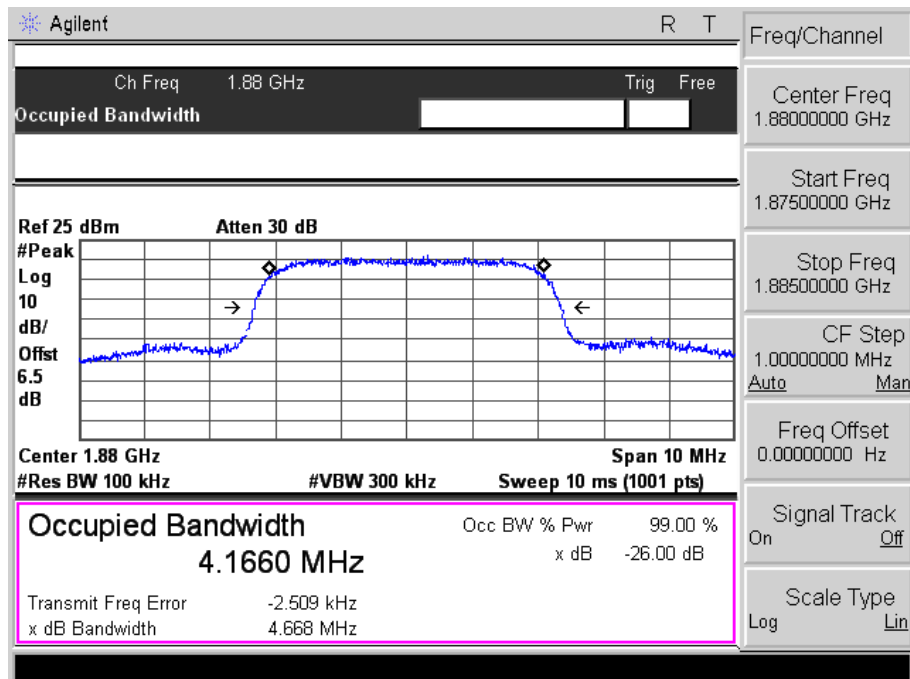 Agilent R T
Freq/Channel
Ch Freq 1.88 GHz Trig Free
Occupied Bandwidth
Center Freq
1.88000000 GHz
Start Freq
1.87500000 GHz
Stop Freq
1.88500000 GHz
CF Step
1.00000000 MHz
Auto Man
Freq Offset
0.00000000 Hz
Signal Track
On Off
Scale Type
Log Lin
Ref 25 dBm Atten 30 dB
#Peak
Log
10
dB/
Offst
6.5
dB
Center 1.88 GHz Span 10 MHz
#Res BW 100 kHz #VBW 300 kHz Sweep 10 ms (1001 pts)
Occupied Bandwidth Occ BW % Pwr 99.00 %
4.1660 MHz x dB -26.00 dB
Transmit Freq Error -2.509 kHz
x dB Bandwidth 4.668 MHz